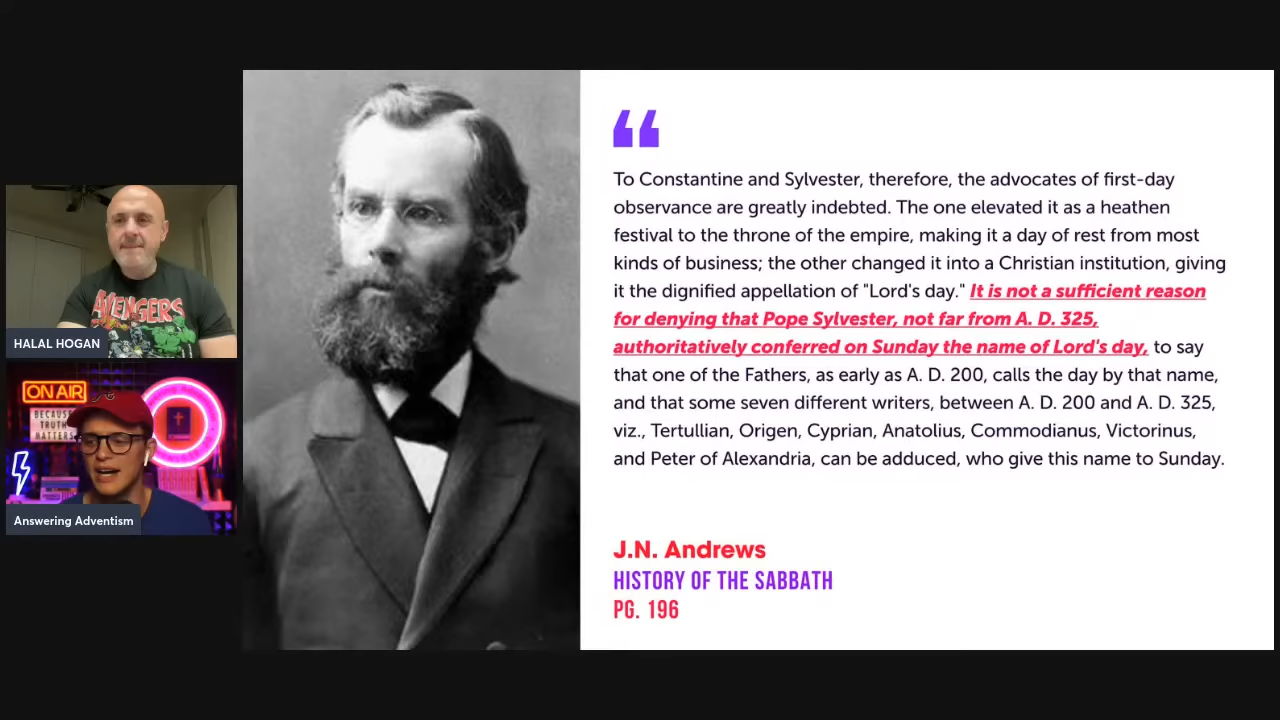 “
To Constantine and Sylvester, therefore, the advocates of first-day
observance are greatly indebted. The one elevated it as a heathen
festival to the throne of the empire, making it a day of rest from most
kinds of business; the other changed it into a Christian institution, giving
it the dignified appellation of "Lord's day." It is not a sufficient reason
for denying that Pope Sylvester, not far from A. D. 325,
authoritatively conferred on Sunday the name of Lord's day, to say
that one of the Fathers, as early as A. D. 200, calls the day by that name,
and that some seven different writers, between A. D. 200 and A. D. 325,
viz., Tertullian, Origen, Cyprian, Anatolius, Commodianus, Victorinus,
and Peter of Alexandria, can be adduced, who give this name to Sunday.
J.N. Andrews
HISTORY OF THE SABBATH
PG. 196
AVENGERS
HALAL HOGAN
ON AIR
BECAUSE
TRUTH
MATTERS
Answering Adventism